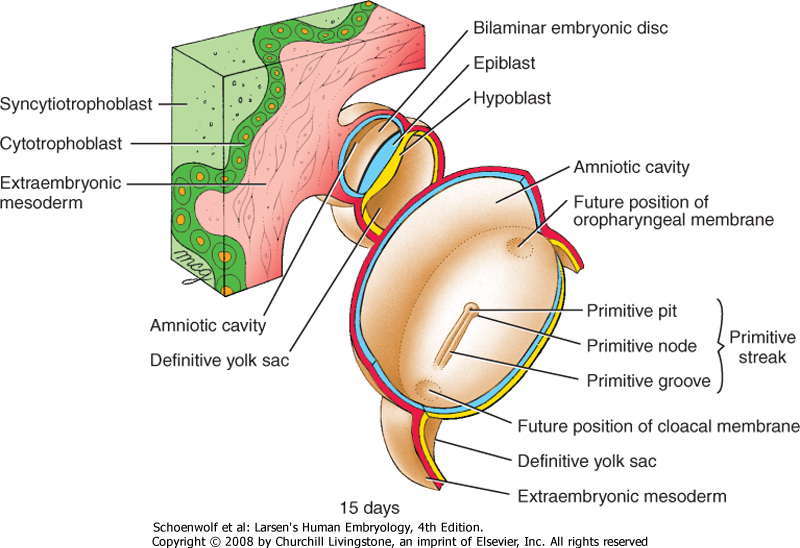 Bilaminar embryonic disc
Epiblast
Hypoblast
Syncytiotrophoblast
Cytotrophoblast
Extraembryonic
mesoderm
mcg
Amniotic cavity
Definitive yolk sac
Amniotic cavity
Future position of
oropharyngeal membrane
Primitive pit
Primitive node
Primitive groove
Primitive
streak
Future position of cloacal membrane
Definitive yolk sac
Extraembryonic mesoderm
15 days
Schoenwolf et al: Larsen's Human Embryology, 4th Edition.
Copyright © 2008 by Churchill Livingstone, an imprint of Elsevier, Inc. All rights reserved